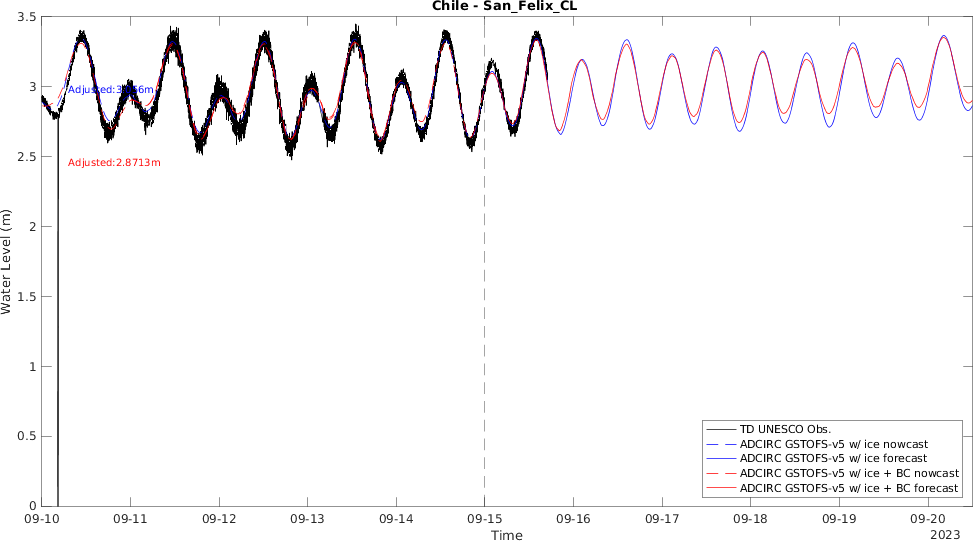 Chile - San_Felix_CL
Water Level (m)
3.5
3
2.5
2
1.5
1
0.5
0
Adjusted:2.8713m
09-10 09-11 09-12 09-13 09-14 09-15 09-16 09-17 09-18 09-19 09-20
Time
2023
TD UNESCO Obs.
ADCIRC GSTOFS-v5 w/ ice nowcast
ADCIRC GSTOFS-v5 w/ ice forecast
ADCIRC GSTOFS-v5 w/ ice + BC nowcast
ADCIRC GSTOFS-v5 w/ ice + BC forecast